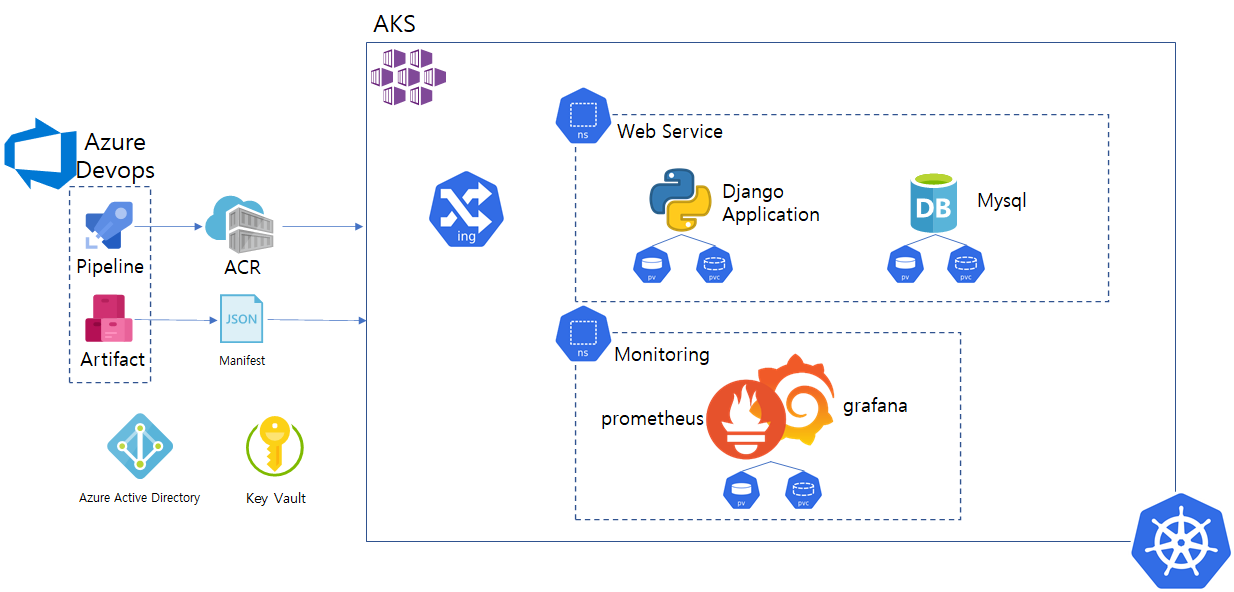 AKS
Azure
Devops
Pipeline
ACR
Artifact
JSON
Manifest
Azure Active Directory
Key Vault
ing
ns
Web Service
Django
Application
pv
pvc
DB
Mysql
pv
pvc
ns
Monitoring
prometheus
grafana
pv
pvc